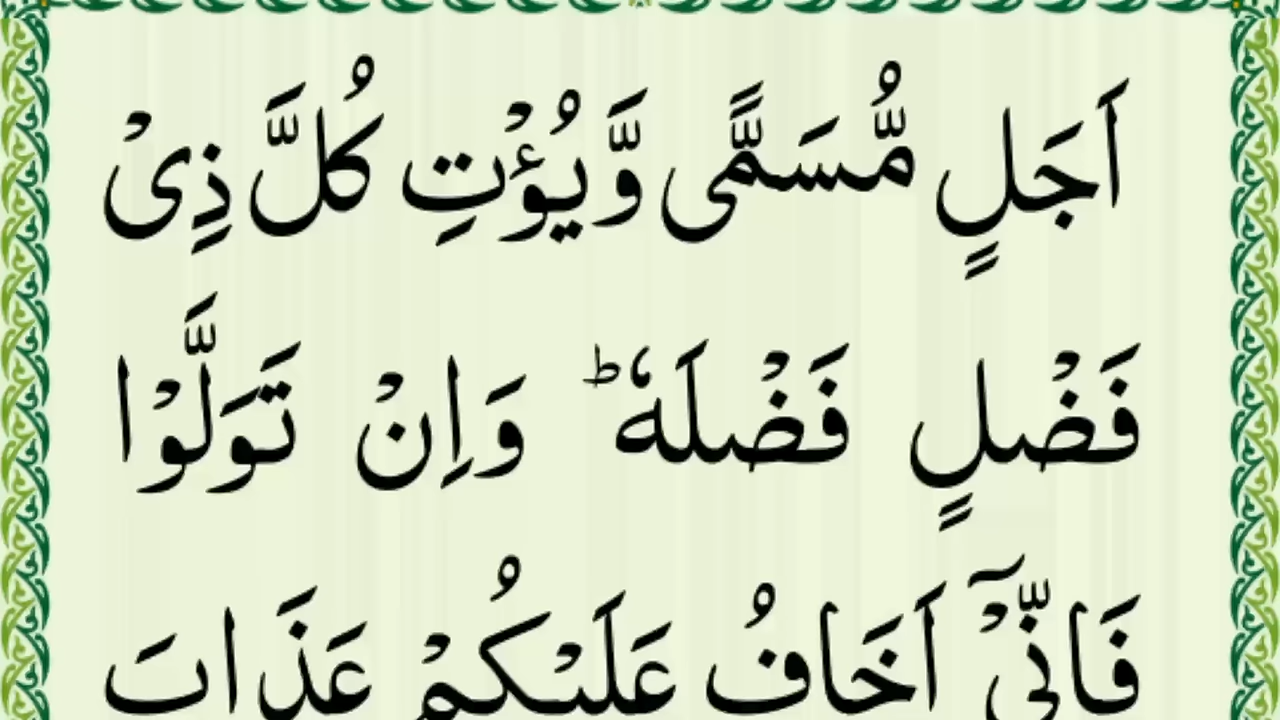 اَجَلٍ مُّسَمًّى وَّيُؤْتِ كُلَّ ذِىْ
فَضْلٍ فَضْلَهٗ ؕ وَاِنْ تَوَلَّوْا
فَاِنِّىْۤ اَخَافُ عَلَيْكُمْ عَذَابَ